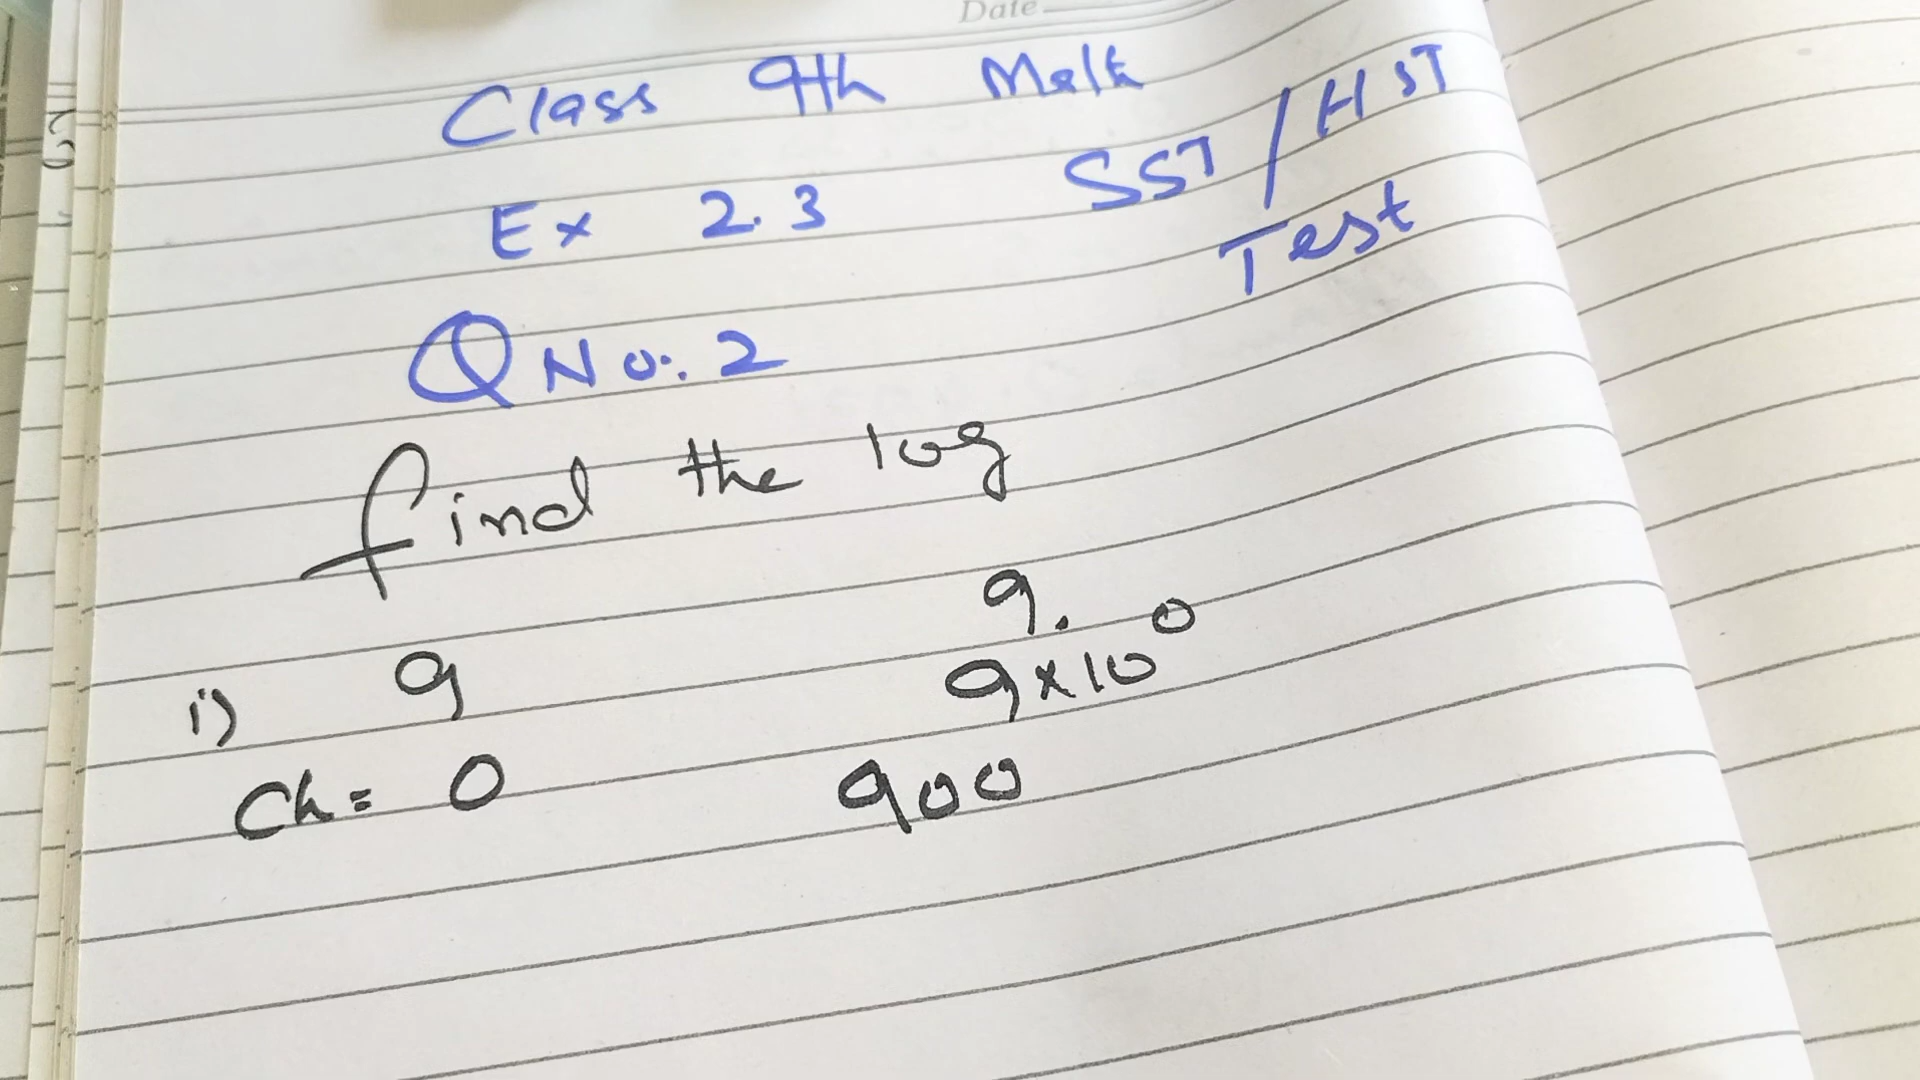 Date
Class 9th Math
SST / HST
Ex 2.3
Test
Q No. 2
find the log
9.
i) 9
9 x 10⁰
Ch = 0
900